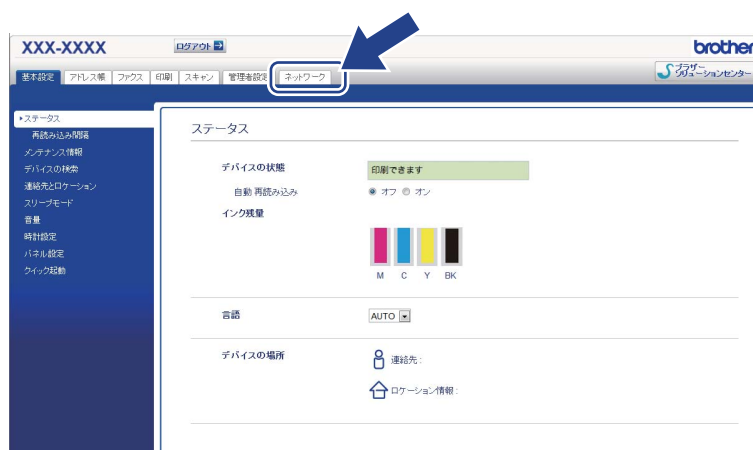 XXX-XXXX
ログアウト
brother
基本設定 アドレス帳 ファクス 印刷 スキャン 管理者設定 ネットワーク
ブラザー
ソリューションセンター
ステータス
再読み込み間隔
メンテナンス情報
デバイスの検索
連絡先とロケーション
スリープモード
音量
時計設定
パネル設定
クイック起動
ステータス
デバイスの状態 印刷できます
自動 再読み込み オフ オン
インク残量
M C Y BK
言語 AUTO
デバイスの場所 連絡先 :
ロケーション情報 :